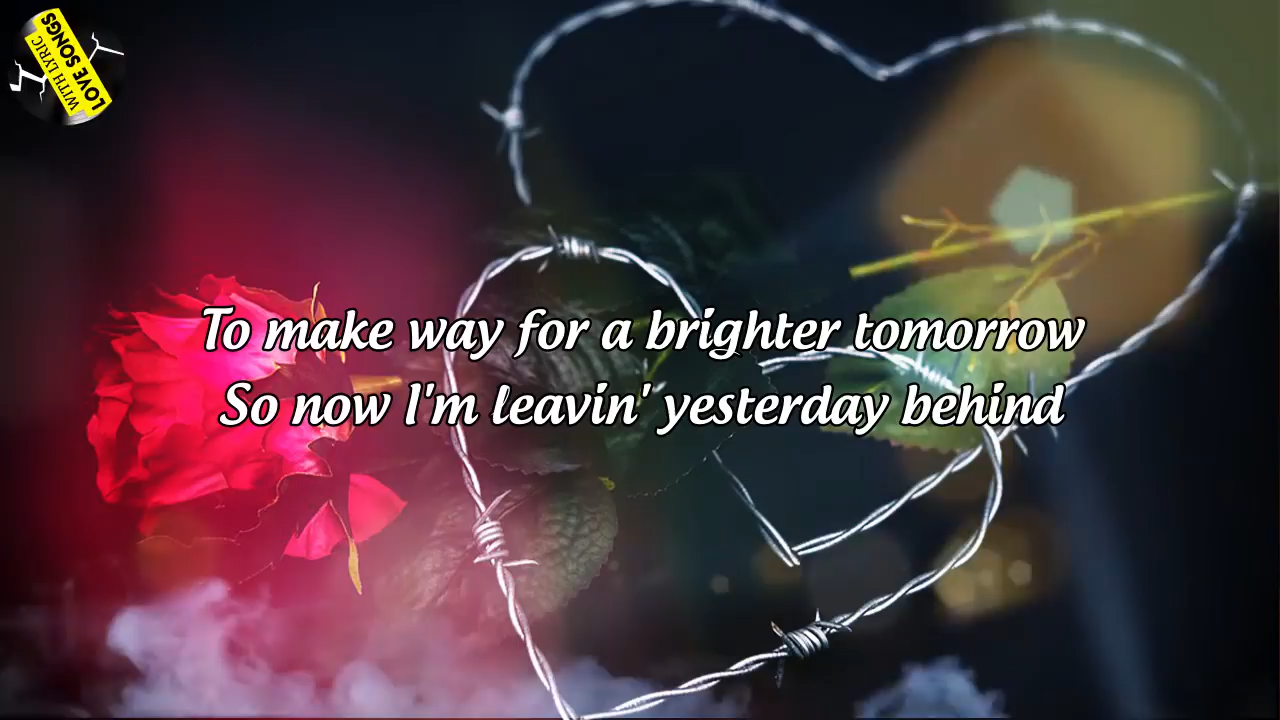 WITH LYRIC
LOVE SONGS
To make way for a brighter tomorrow
So now I'm leavin' yesterday behind